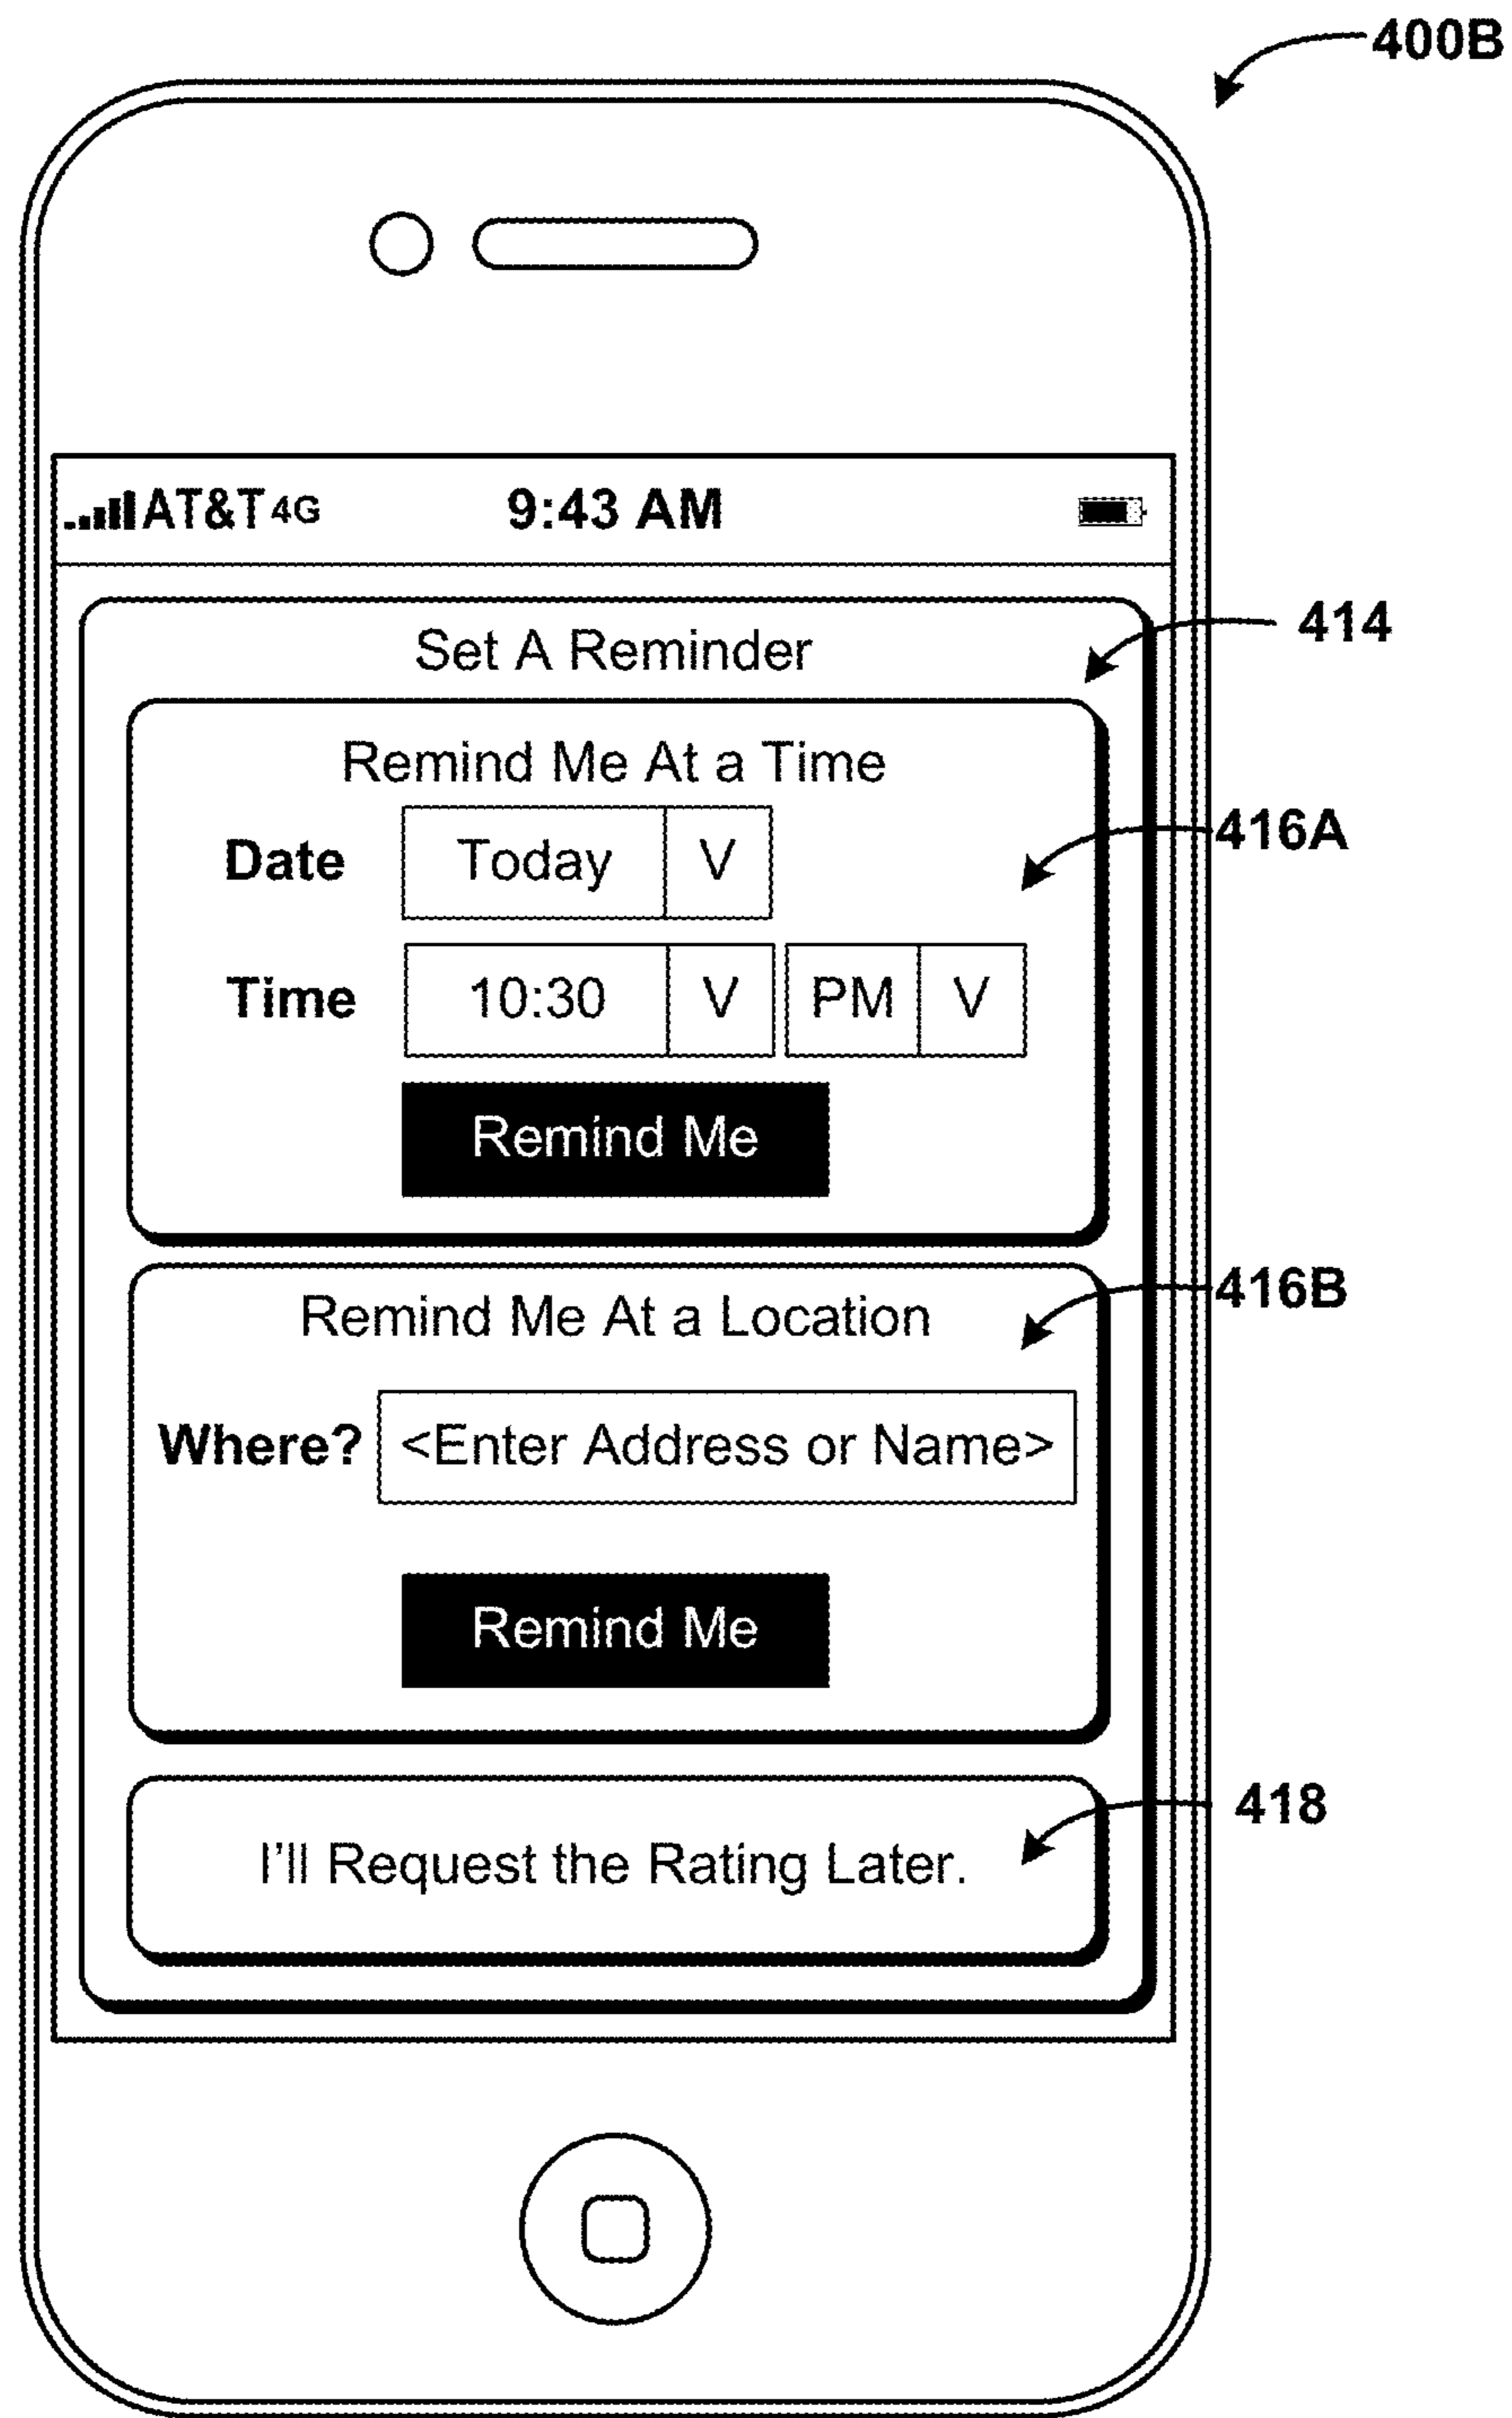 400B
AT&T 4G 9:43 AM
Set A Reminder
414
Remind Me At a Time
Date Today V
416A
Time 10:30 V PM V
Remind Me
Remind Me At a Location
416B
Where? <Enter Address or Name>
Remind Me
I'll Request the Rating Later.
418